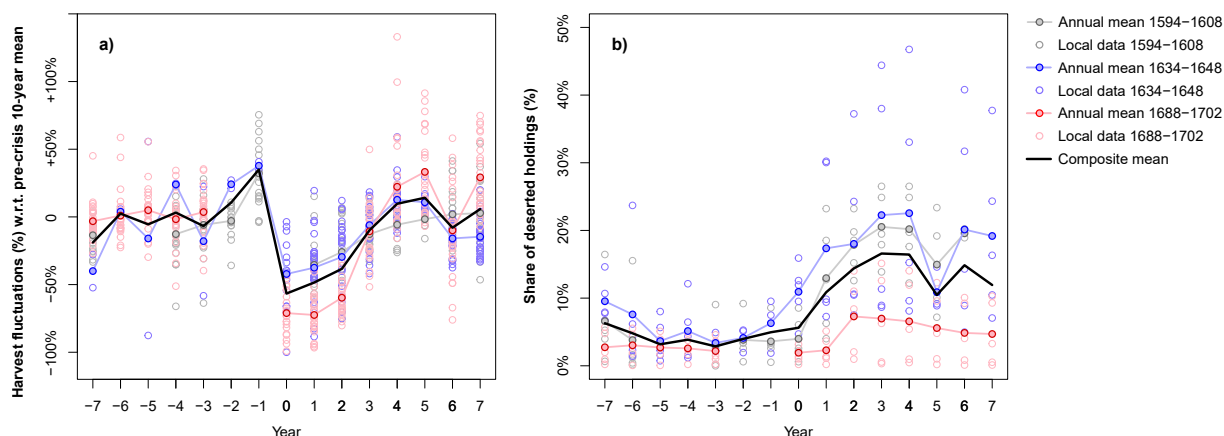 a)
Harvest fluctuations (%) w.r.t. pre-crisis 10-year mean
+100%
+50%
0
−50%
−100%
−7 −6 −5 −4 −3 −2 −1 0 1 2 3 4 5 6 7
Year
b)
Share of deserted holdings (%)
50%
40%
30%
20%
10%
0%
−7 −6 −5 −4 −3 −2 −1 0 1 2 3 4 5 6 7
Year
Annual mean 1594−1608
Local data 1594−1608
Annual mean 1634−1648
Local data 1634−1648
Annual mean 1688−1702
Local data 1688−1702
Composite mean